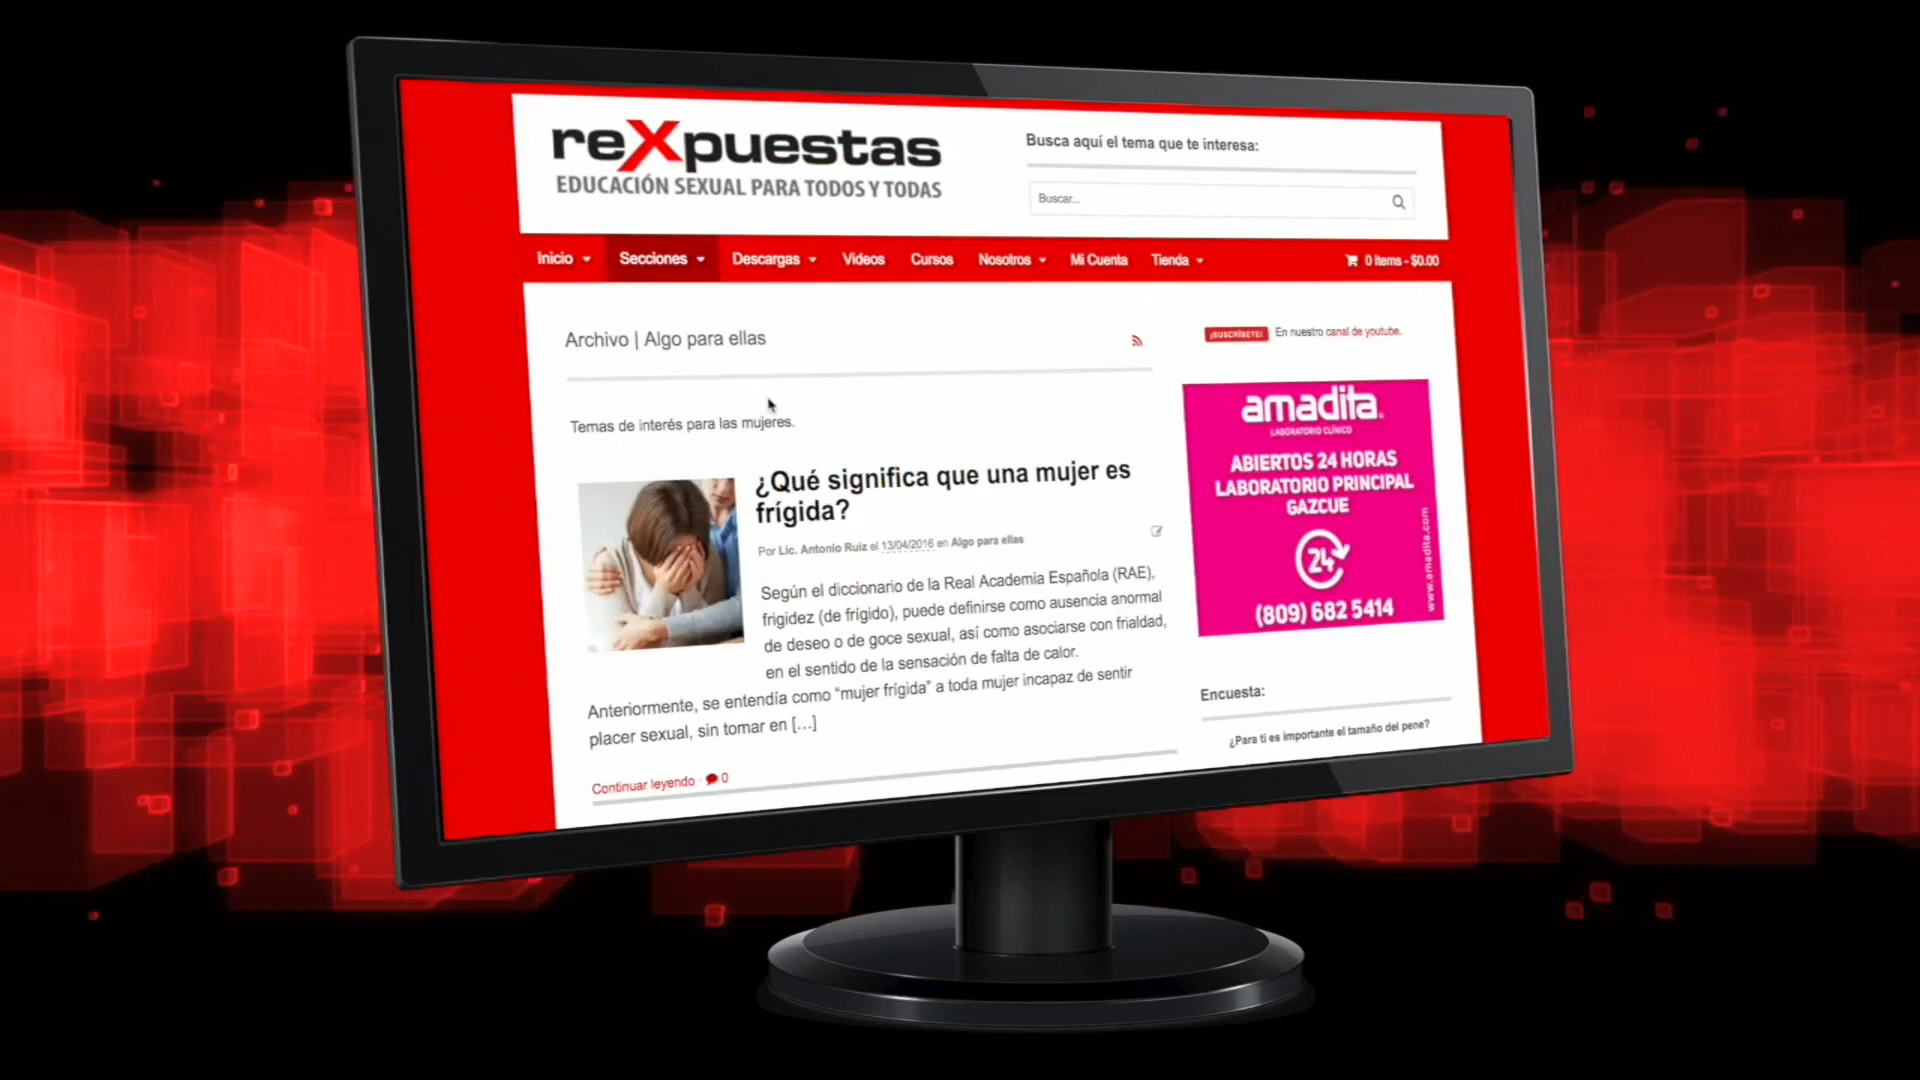 reXpuestas
EDUCACIÓN SEXUAL PARA TODOS Y TODAS
Busca aquí el tema que te interesa:
Buscar...
Inicio Secciones Descargas Videos Cursos Nosotros Mi Cuenta Tienda 0 items - $0.00
Archivo | Algo para ellas
Temas de interés para las mujeres.
¿Qué significa que una mujer es
frígida?
Por Lic. Antonio Ruiz el 13/04/2016 en Algo para ellas
Según el diccionario de la Real Academia Española (RAE),
frigidez (de frígido), puede definirse como ausencia anormal
de deseo o de goce sexual, así como asociarse con frialdad,
en el sentido de la sensación de falta de calor.
Anteriormente, se entendía como “mujer frígida” a toda mujer incapaz de sentir
placer sexual, sin tomar en [...]
Continuar leyendo · 0
¡SUSCRÍBETE! En nuestro canal de youtube.
amadita
LABORATORIO CLÍNICO
ABIERTOS 24 HORAS
LABORATORIO PRINCIPAL
GAZCUE
24
(809) 682 5414
www.amadita.com
Encuesta:
¿Para ti es importante el tamaño del pene?